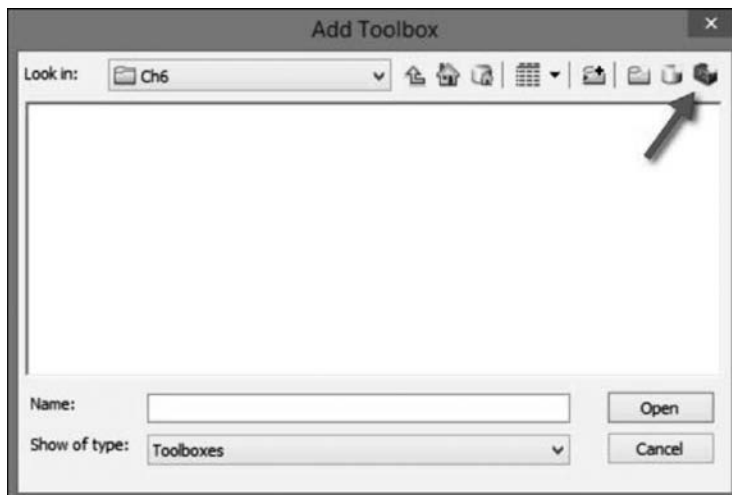 Add Toolbox
Look in: Ch6
Name:
Open
Show of type: Toolboxes
Cancel